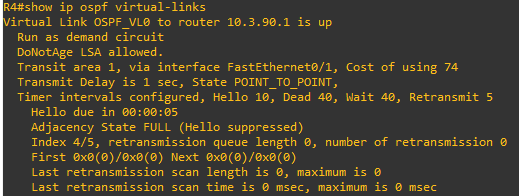 R4#show ip ospf virtual-links
Virtual Link OSPF_VL0 to router 10.3.90.1 is up
Run as demand circuit
DoNotAge LSA allowed.
Transit area 1, via interface FastEthernet0/1, Cost of using 74
Transmit Delay is 1 sec, State POINT_TO_POINT,
Timer intervals configured, Hello 10, Dead 40, Wait 40, Retransmit 5
Hello due in 00:00:05
Adjacency State FULL (Hello suppressed)
Index 4/5, retransmission queue length 0, number of retransmission 0
First 0x0(0)/0x0(0) Next 0x0(0)/0x0(0)
Last retransmission scan length is 0, maximum is 0
Last retransmission scan time is 0 msec, maximum is 0 msec